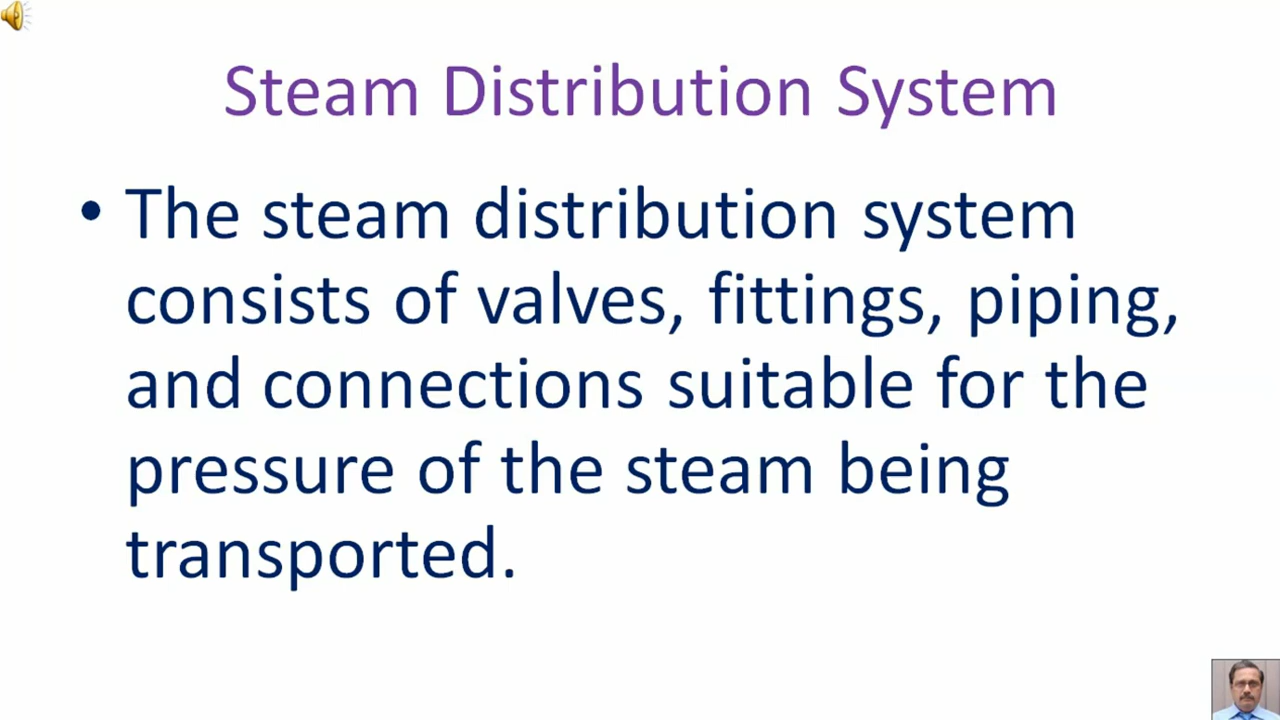 Steam Distribution System
• The steam distribution system
consists of valves, fittings, piping,
and connections suitable for the
pressure of the steam being
transported.